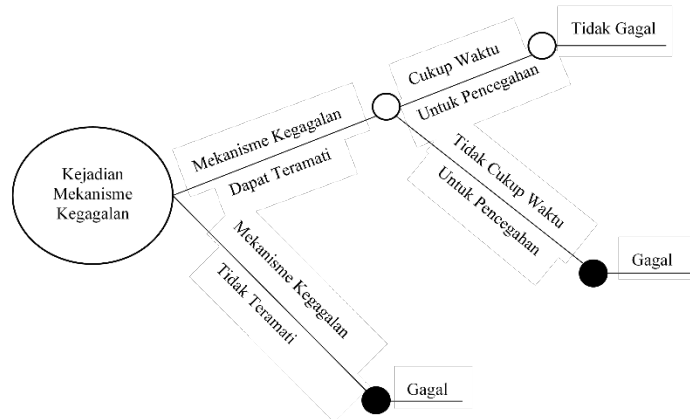 Kejadian
Mekanisme
Kegagalan
Mekanisme Kegagalan
Dapat Teramati
Cukup Waktu
Untuk Pencegahan
Tidak Gagal
Tidak Cukup Waktu
Untuk Pencegahan
Gagal
Mekanisme Kegagalan
Tidak Teramati
Gagal